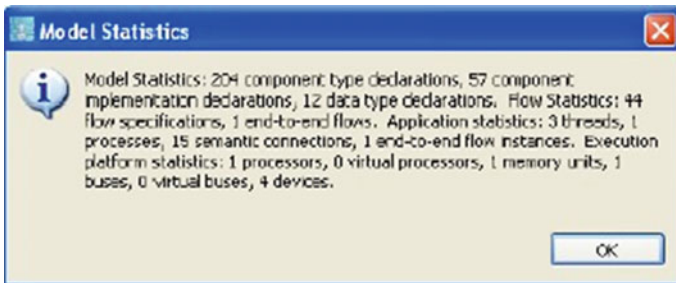 Model Statistics
Model Statistics: 204 component type declarations, 57 component
implementation declarations, 12 data type declarations. Flow Statistics: 44
flow specifications, 1 end-to-end flows. Application statistics: 3 threads, 1
processes, 15 semantic connections, 1 end-to-end flow instances. Execution
platform statistics: 1 processors, 0 virtual processors, 1 memory units, 1
buses, 0 virtual buses, 4 devices.
OK